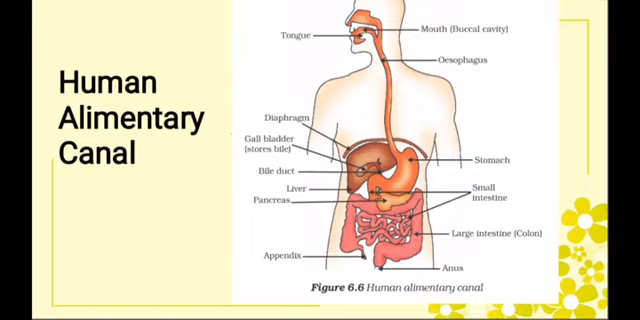 Human
Alimentary
Canal
Tongue
Mouth (Buccal cavity)
Oesophagus
Diaphragm
Gall bladder
(stores bile)
Bile duct
Liver
Pancreas
Appendix
Stomach
Small
intestine
Large intestine (Colon)
Anus
Figure 6.6 Human alimentary canal